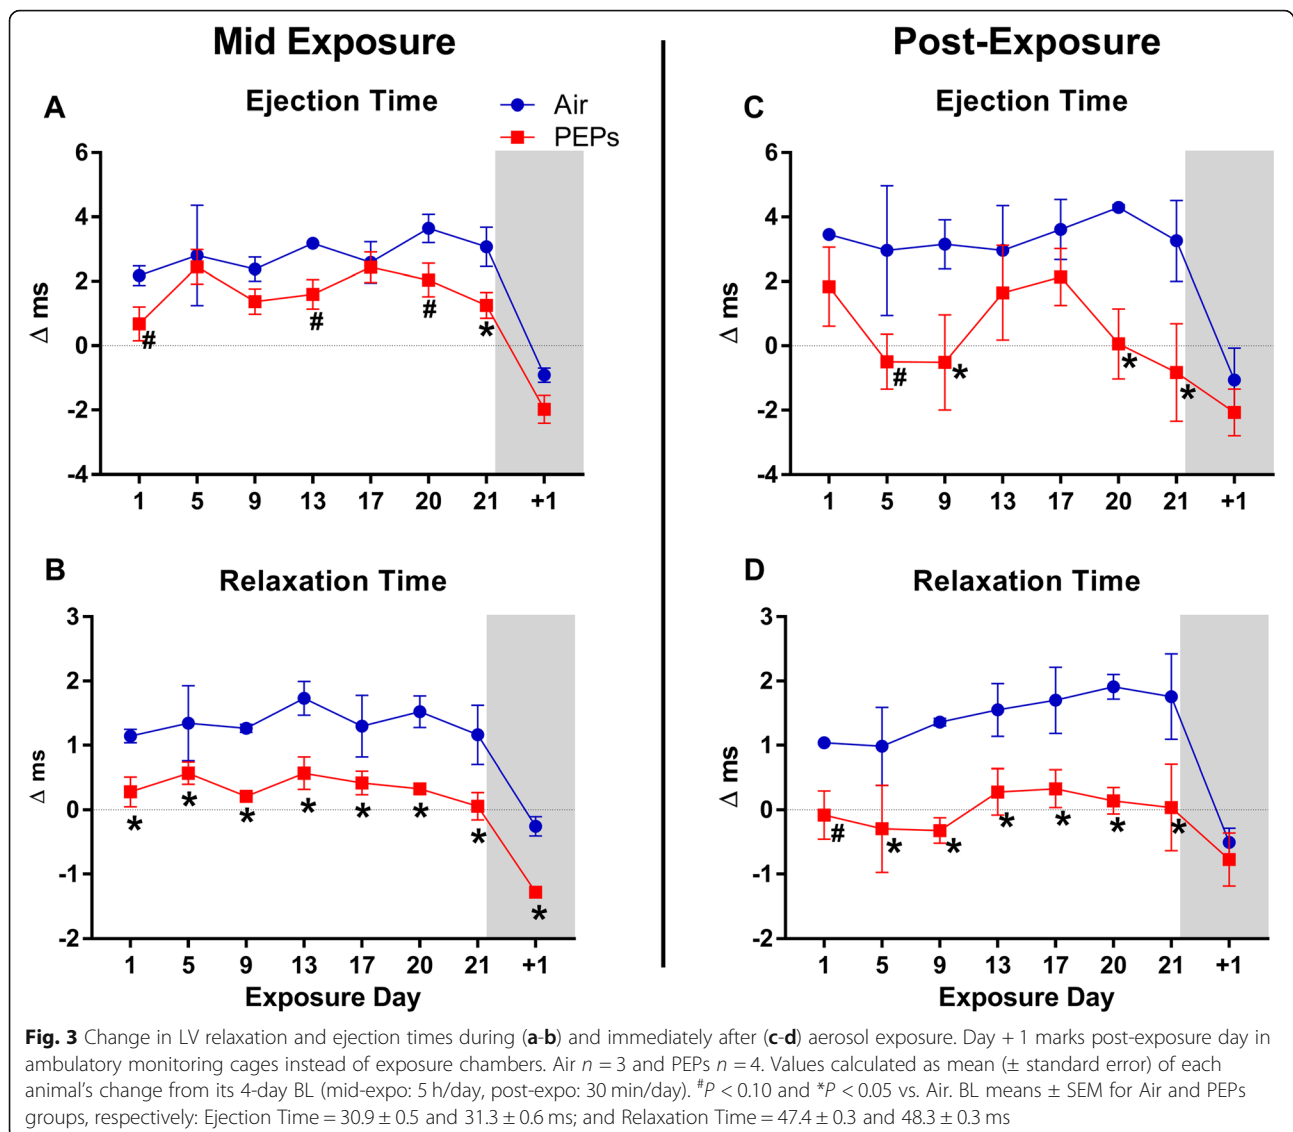 Mid Exposure
Post-Exposure
A
Ejection Time
Air
PEPs
Δ ms
6
4
2
0
-2
-4
1 5 9 13 17 20 21 +1
# # # *
C
Ejection Time
Δ ms
6
4
2
0
-2
-4
1 5 9 13 17 20 21 +1
# * * *
B
Relaxation Time
Δ ms
3
2
1
0
-1
-2
1 5 9 13 17 20 21 +1
* * * * * * * *
Exposure Day
D
Relaxation Time
Δ ms
3
2
1
0
-1
-2
1 5 9 13 17 20 21 +1
# * * * * * *
Exposure Day
Fig. 3 Change in LV relaxation and ejection times during (a-b) and immediately after (c-d) aerosol exposure. Day + 1 marks post-exposure day in
ambulatory monitoring cages instead of exposure chambers. Air n = 3 and PEPs n = 4. Values calculated as mean (± standard error) of each
animal's change from its 4-day BL (mid-expo: 5 h/day, post-expo: 30 min/day). #P < 0.10 and *P < 0.05 vs. Air. BL means ± SEM for Air and PEPs
groups, respectively: Ejection Time = 30.9 ± 0.5 and 31.3 ± 0.6 ms; and Relaxation Time = 47.4 ± 0.3 and 48.3 ± 0.3 ms